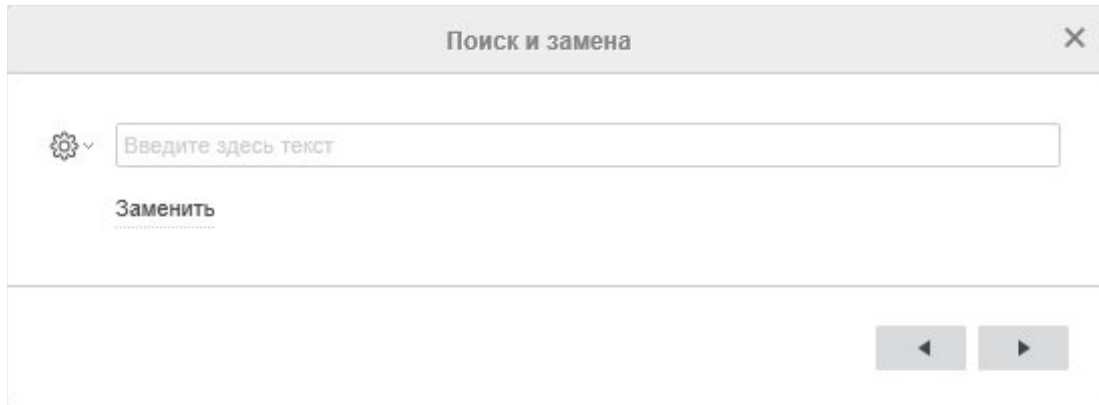 Поиск и замена
Введите здесь текст
Заменить